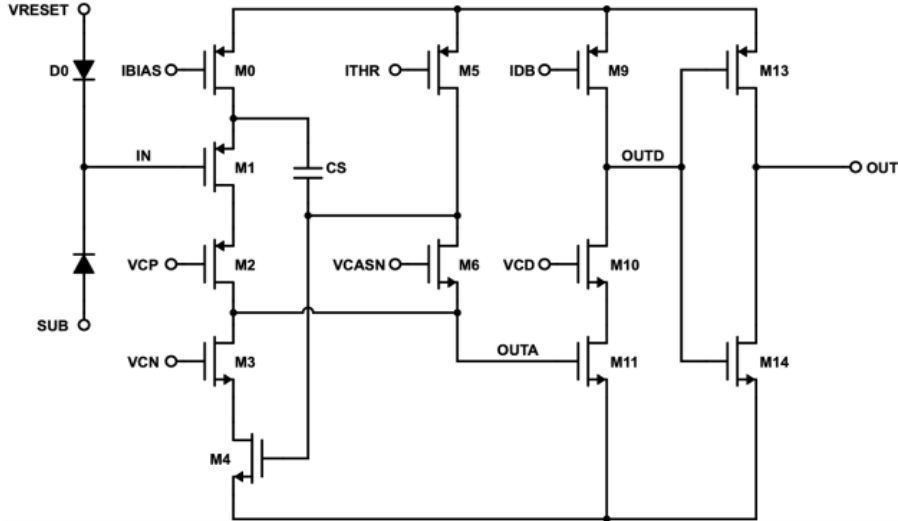 VRESET
D0
IBIAS
M0
ITHR
M5
IDB
M9
M13
IN
M1
CS
OUTD
OUT
VCP
M2
VCASN
M6
VCD
M10
SUB
VCN
M3
OUTA
M11
M14
M4